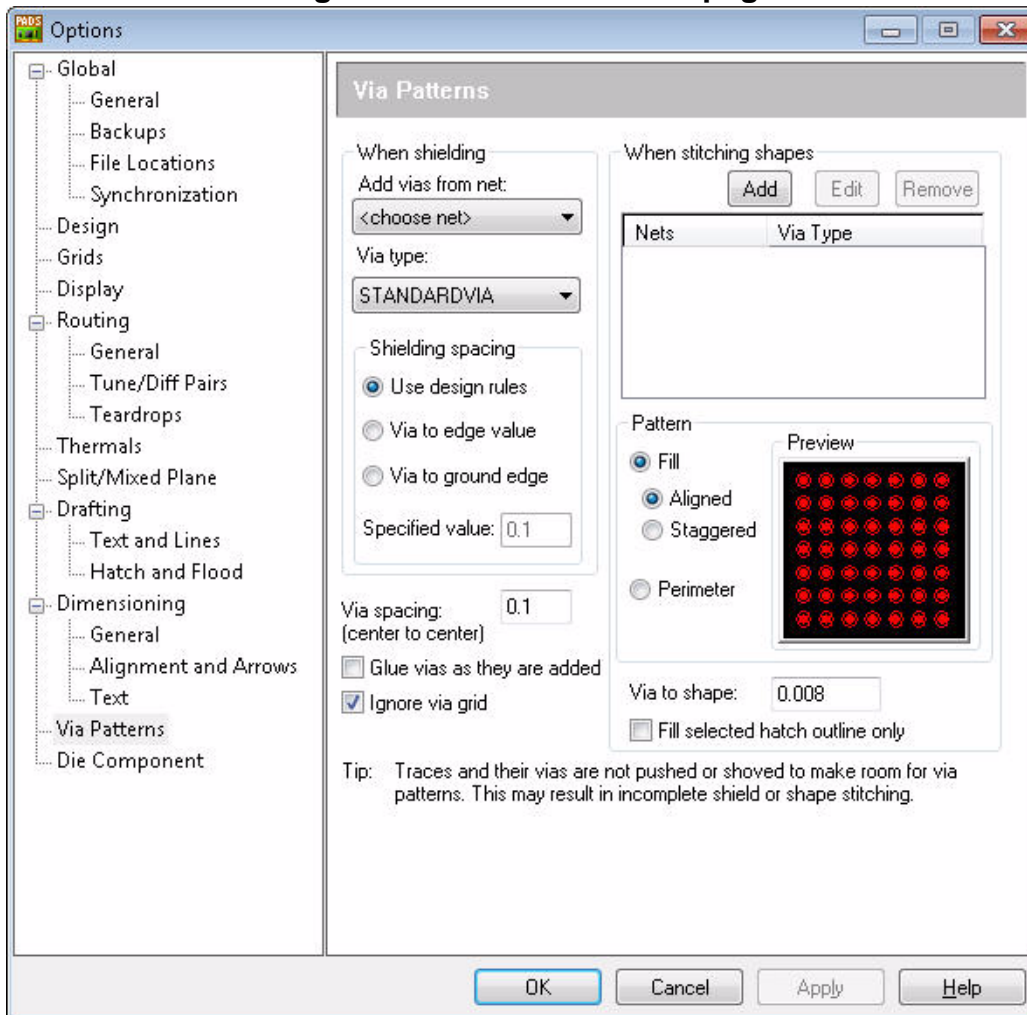 PADS
Options
Global
General
Backups
File Locations
Synchronization
Design
Grids
Display
Routing
General
Tune/Diff Pairs
Teardrops
Thermals
Split/Mixed Plane
Drafting
Text and Lines
Hatch and Flood
Dimensioning
General
Alignment and Arrows
Text
Via Patterns
Die Component
Via Patterns
When shielding
Add vias from net:
<choose net>
Via type:
STANDARDVIA
Shielding spacing
Use design rules
Via to edge value
Via to ground edge
Specified value: 0.1
Via spacing: 0.1
(center to center)
Glue vias as they are added
Ignore via grid
When stitching shapes
Add Edit Remove
Nets Via Type
Pattern
Fill
Aligned
Staggered
Perimeter
Preview
Via to shape: 0.008
Fill selected hatch outline only
Tip: Traces and their vias are not pushed or shoved to make room for via
patterns. This may result in incomplete shield or shape stitching.
OK Cancel Apply Help